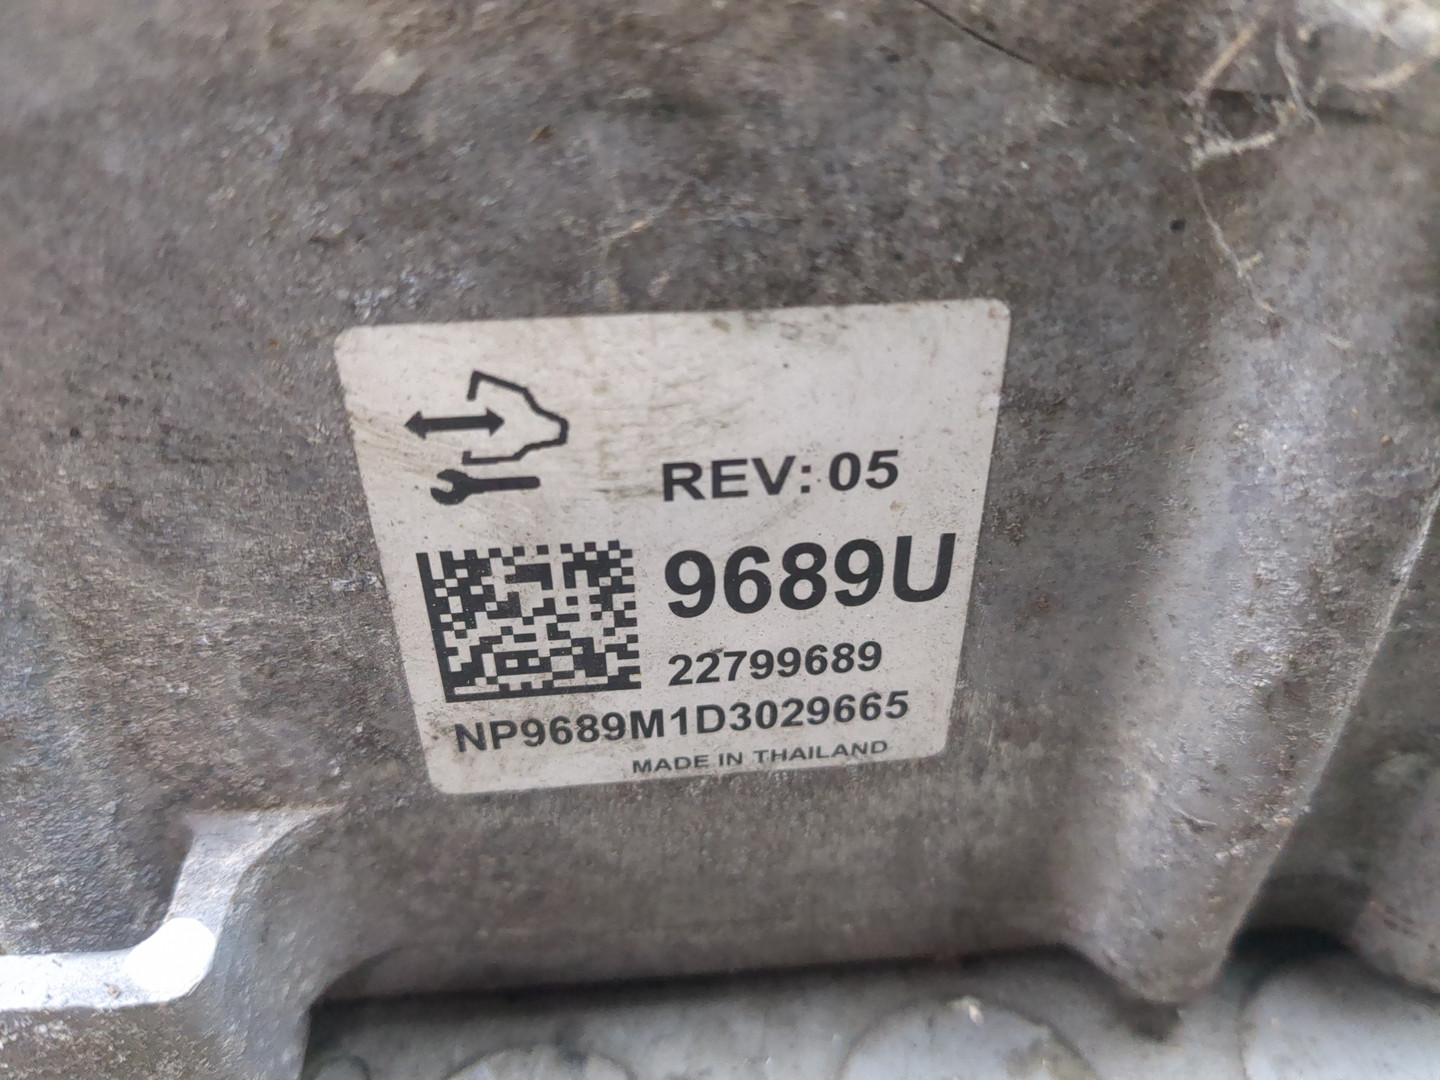 REV: 05
9689U
22799689
NP9689M1D3029665
MADE IN THAILAND